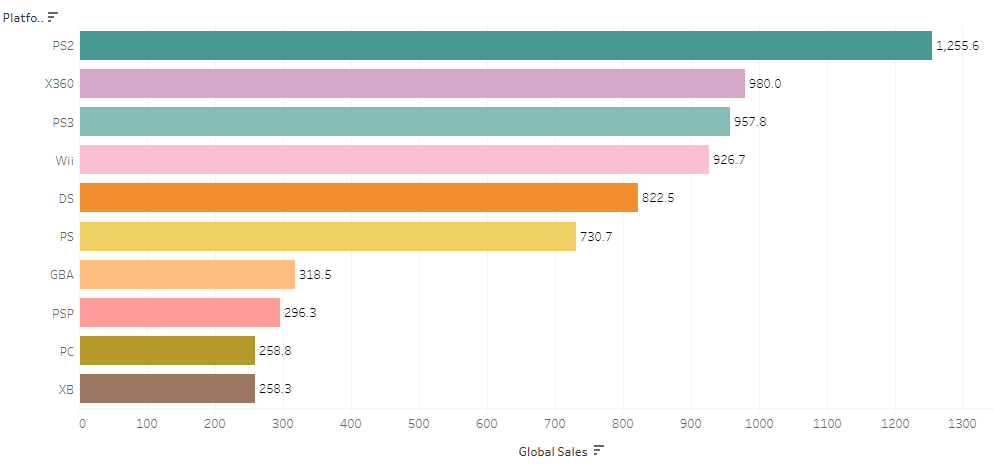 Platfo..
PS2 1,255.6
X360 980.0
PS3 957.8
Wii 926.7
DS 822.5
PS 730.7
GBA 318.5
PSP 296.3
PC 258.8
XB 258.3
0 100 200 300 400 500 600 700 800 900 1000 1100 1200 1300
Global Sales